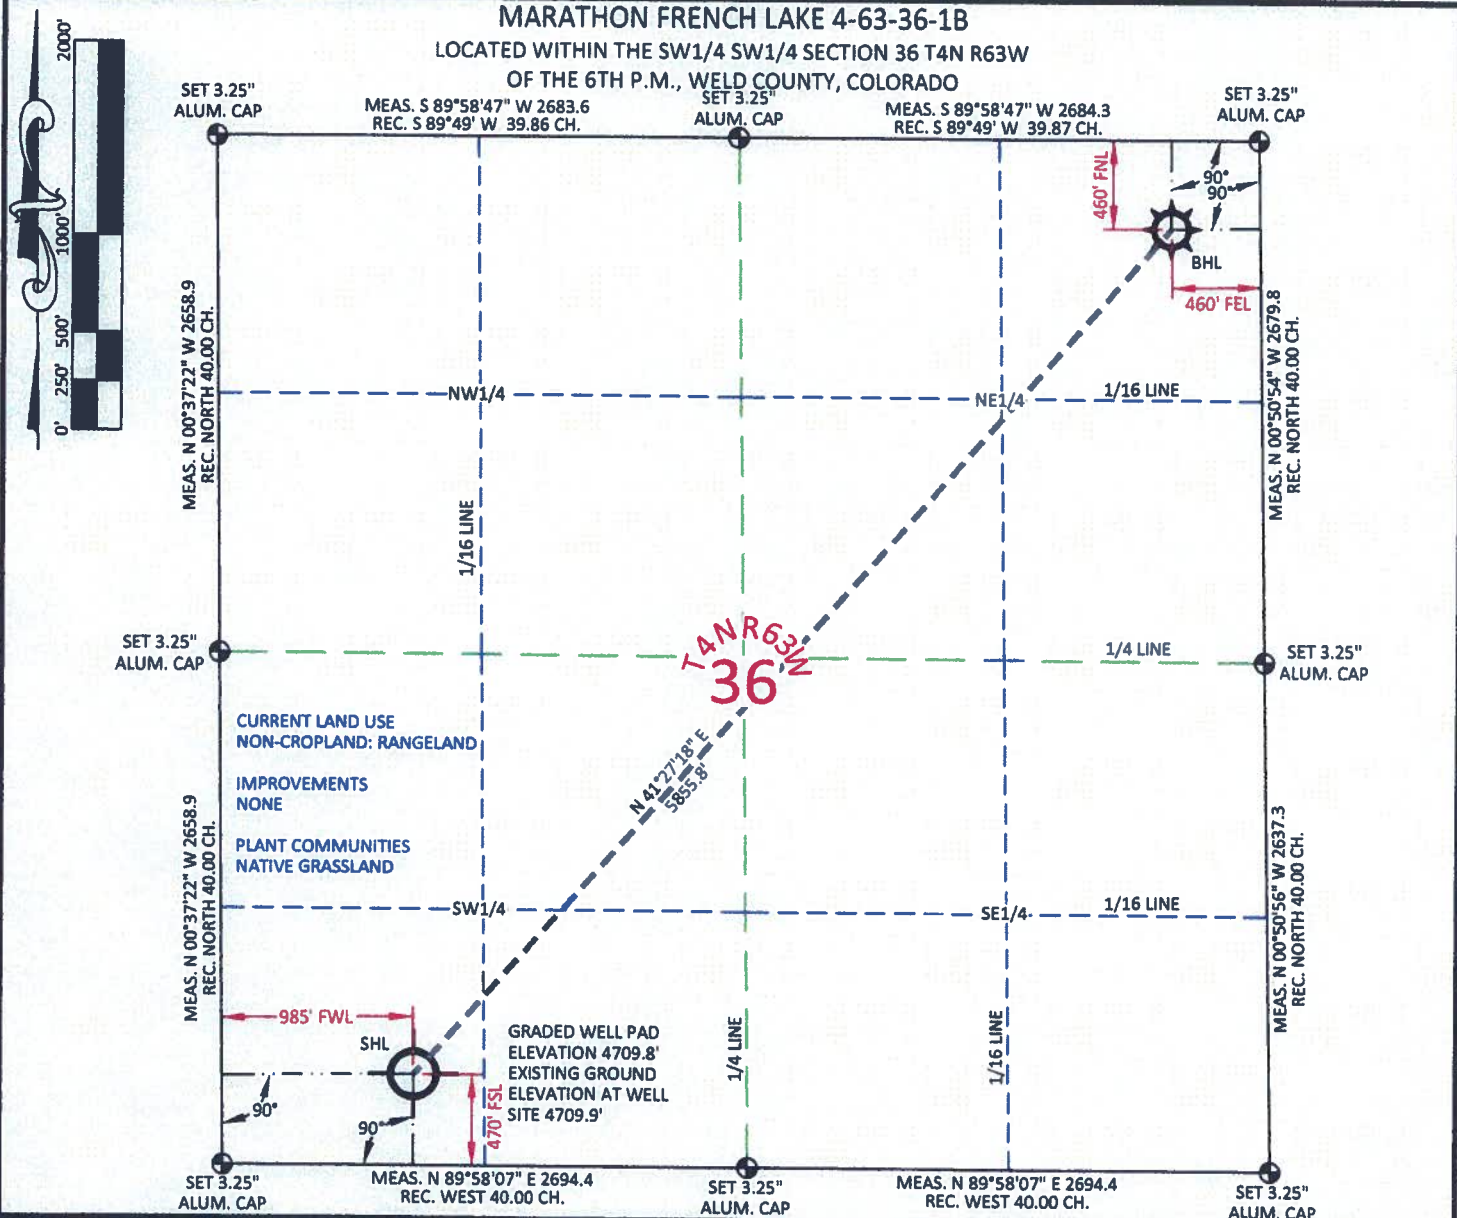 MARATHON FRENCH LAKE 4-63-36-1B
LOCATED WITHIN THE SW1/4 SW1/4 SECTION 36 T4N R63W
OF THE 6TH P.M., WELD COUNTY, COLORADO
2000'
1000'
500'
250'
0'
SET 3.25"
ALUM. CAP
MEAS. S 89°58'47" W 2683.6
REC. S 89°49' W 39.86 CH.
SET 3.25"
ALUM. CAP
MEAS. S 89°58'47" W 2684.3
REC. S 89°49' W 39.87 CH.
SET 3.25"
ALUM. CAP
460' FNL
90°
90°
BHL
460' FEL
MEAS. N 00°37'22" W 2658.9
REC. NORTH 40.00 CH.
MEAS. N 00°50'54" W 2679.8
REC. NORTH 40.00 CH.
NW1/4
NE1/4
1/16 LINE
1/16 LINE
T4NR63W
36
SET 3.25"
ALUM. CAP
1/4 LINE
SET 3.25"
ALUM. CAP
CURRENT LAND USE
NON-CROPLAND: RANGELAND
IMPROVEMENTS
NONE
PLANT COMMUNITIES
NATIVE GRASSLAND
N 41°27'18" E
5855.8'
MEAS. N 00°37'22" W 2658.9
REC. NORTH 40.00 CH.
MEAS. N 00°50'56" W 2637.3
REC. NORTH 40.00 CH.
SW1/4
SE1/4
1/16 LINE
985' FWL
SHL
GRADED WELL PAD
ELEVATION 4709.8'
EXISTING GROUND
ELEVATION AT WELL
SITE 4709.9'
1/4 LINE
1/16 LINE
90°
90°
470' FSL
SET 3.25"
ALUM. CAP
MEAS. N 89°58'07" E 2694.4
REC. WEST 40.00 CH.
SET 3.25"
ALUM. CAP
MEAS. N 89°58'07" E 2694.4
REC. WEST 40.00 CH.
SET 3.25"
ALUM. CAP